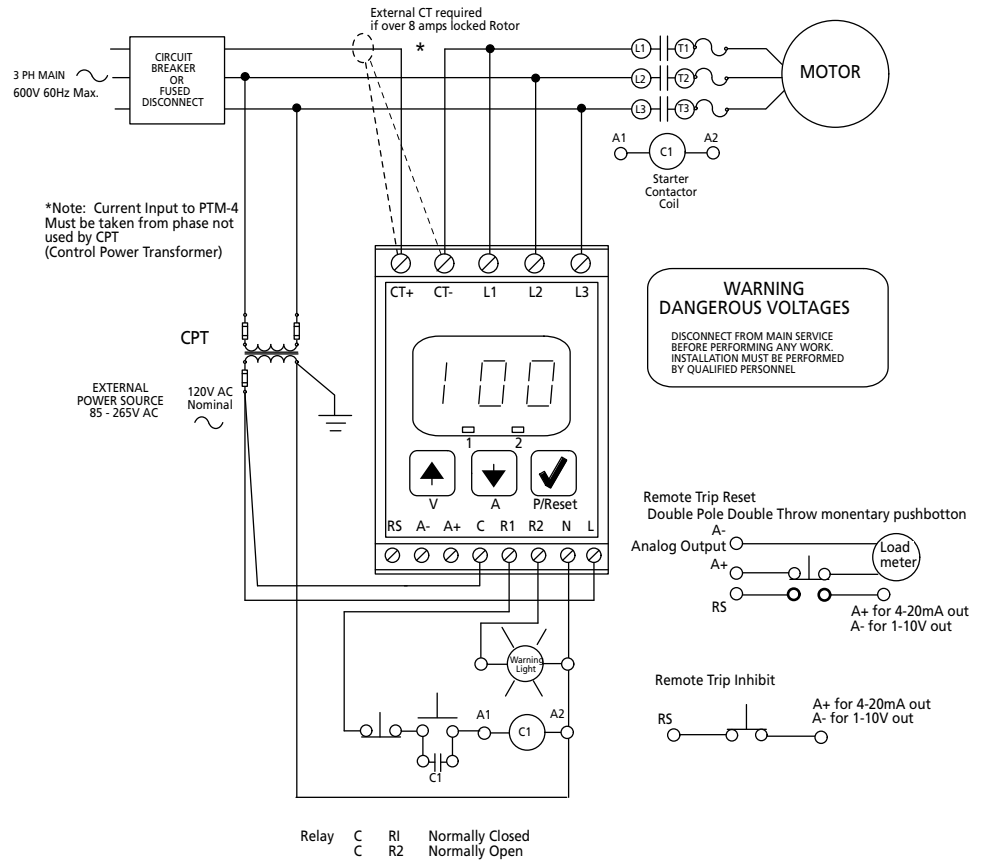 External CT required
if over 8 amps locked Rotor
*
CIRCUIT
BREAKER
OR
FUSED
DISCONNECT
3 PH MAIN
600V 60Hz Max.
L1
T1
L2
T2
L3
T3
MOTOR
A1
C1
A2
Starter
Contactor
Coil
*Note: Current Input to PTM-4
Must be taken from phase not
used by CPT
(Control Power Transformer)
CT+ CT- L1 L2 L3
WARNING
DANGEROUS VOLTAGES
DISCONNECT FROM MAIN SERVICE
BEFORE PERFORMING ANY WORK.
INSTALLATION MUST BE PERFORMED
BY QUALIFIED PERSONNEL
CPT
100
1 2
EXTERNAL
POWER SOURCE
85 - 265V AC
120V AC
Nominal
V A P/Reset
RS A- A+ C R1 R2 N L
Remote Trip Reset
Double Pole Double Throw monentary pushbotton
A-
Analog Output
A+
Load
meter
RS
A+ for 4-20mA out
A- for 1-10V out
Warning
Light
Remote Trip Inhibit
RS
A+ for 4-20mA out
A- for 1-10V out
A1
C1
A2
C1
Relay C RI Normally Closed
C R2 Normally Open